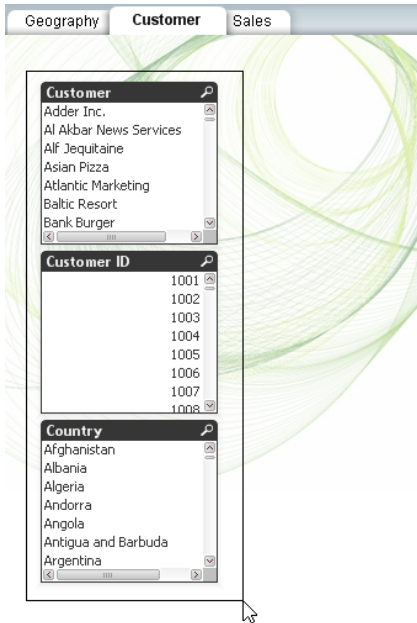 Geography Customer Sales
Customer
Adder Inc.
Al Akbar News Services
Alf Jequitaine
Asian Pizza
Atlantic Marketing
Baltic Resort
Bank Burger
Customer ID
1001
1002
1003
1004
1005
1006
1007
1008
Country
Afghanistan
Albania
Algeria
Andorra
Angola
Antigua and Barbuda
Argentina